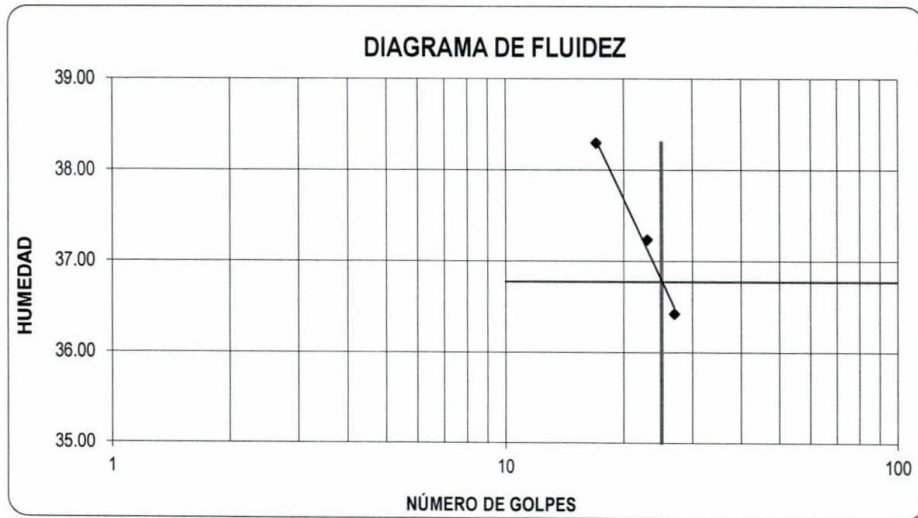 DIAGRAMA DE FLUIDEZ
39.00
38.00
37.00
36.00
35.00
HUMEDAD
1
10
100
NÚMERO DE GOLPES